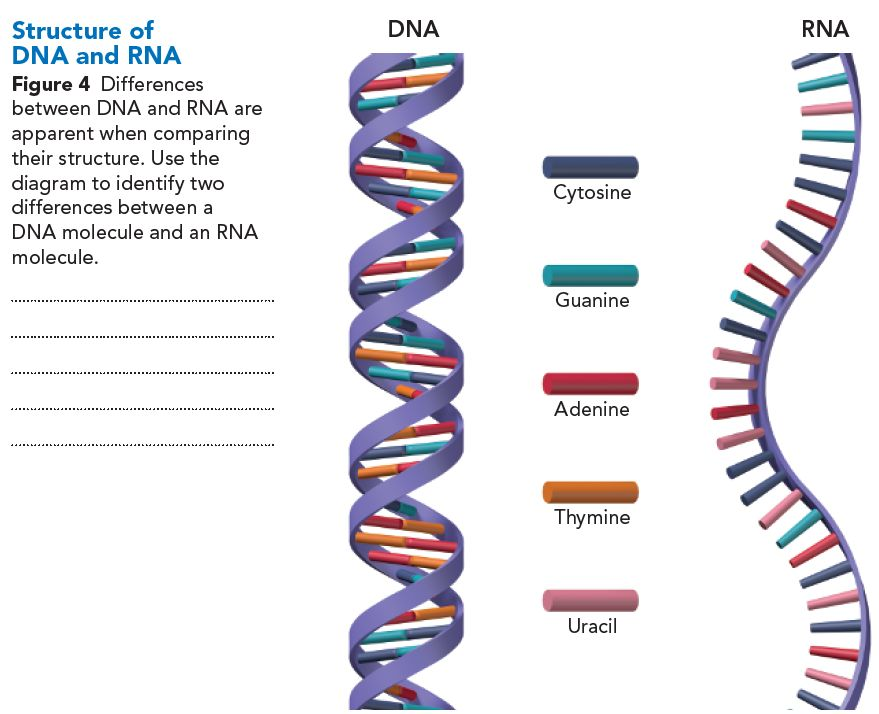 Structure of
DNA and RNA
Figure 4 Differences
between DNA and RNA are
apparent when comparing
their structure. Use the
diagram to identify two
differences between a
DNA molecule and an RNA
molecule.
DNA
Cytosine
Guanine
Adenine
Thymine
Uracil
RNA